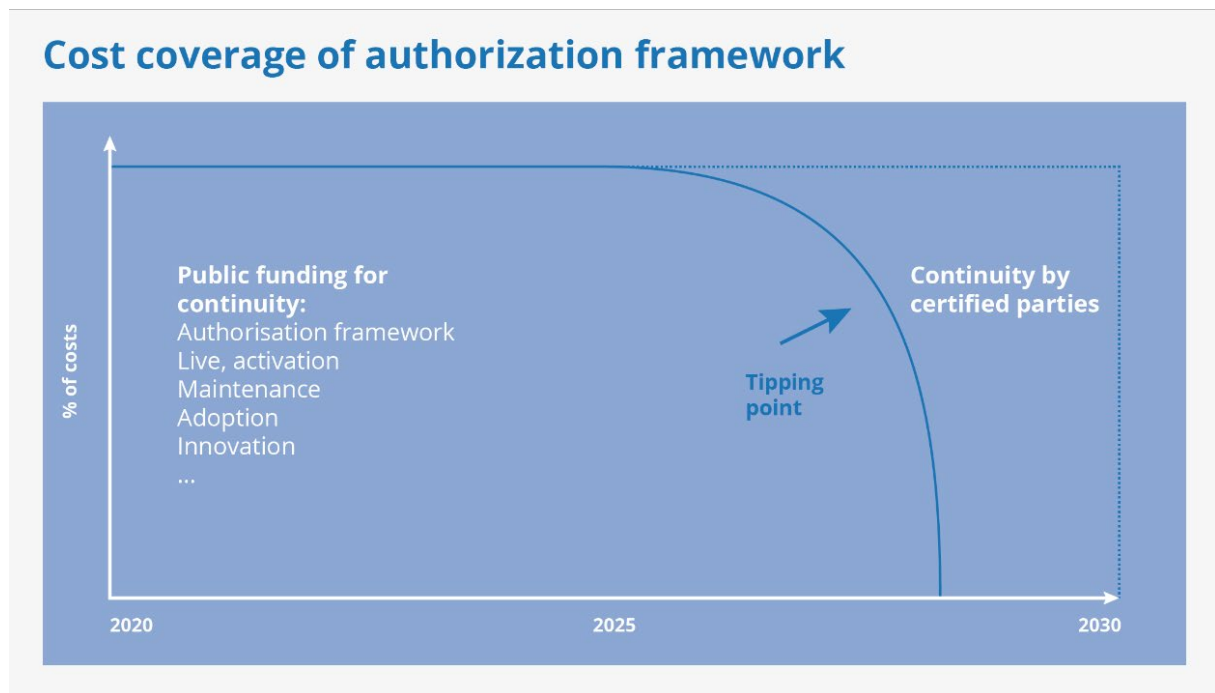 Cost coverage of authorization framework
% of costs
Public funding for
continuity:
Authorisation framework
Live, activation
Maintenance
Adoption
Innovation
...
Tipping
point
Continuity by
certified parties
2020
2025
2030